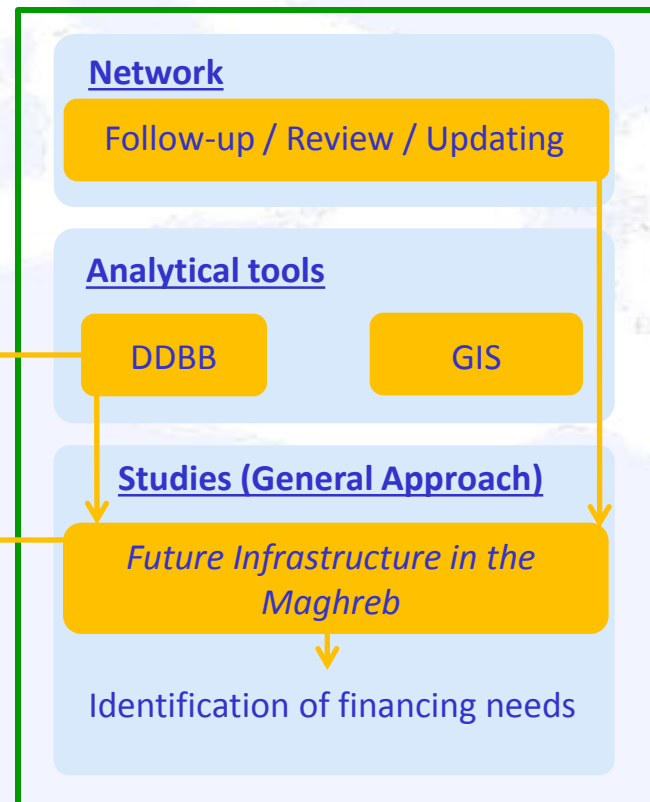 Network
Follow-up / Review / Updating
Analytical tools
DDBB
GIS
Studies (General Approach)
Future Infrastructure in the
Maghreb
Identification of financing needs